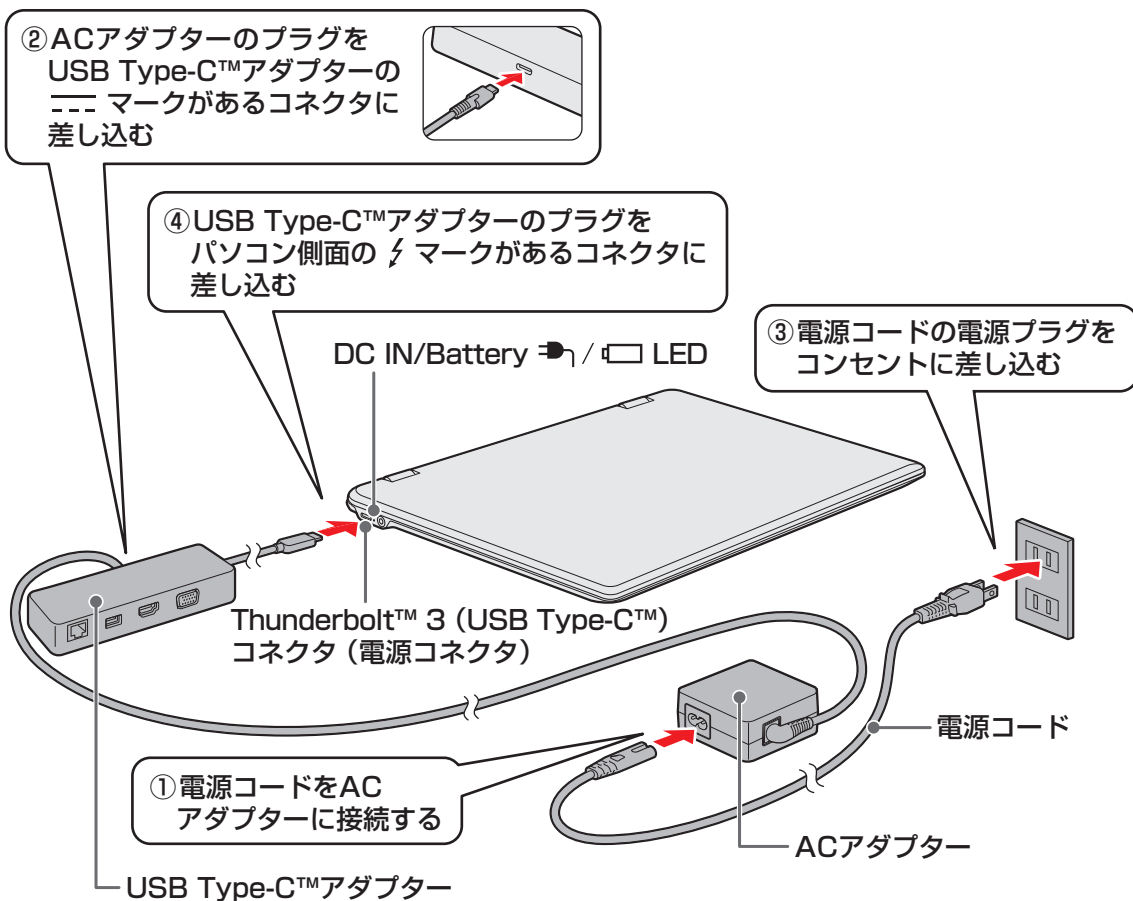 ②ACアダプターのプラグを
USB Type-C™アダプターの
マークがあるコネクタに
差し込む
④USB Type-C™アダプターのプラグを
パソコン側面の マークがあるコネクタに
差し込む
③電源コードの電源プラグを
コンセントに差し込む
DC IN/Battery / LED
Thunderbolt™ 3（USB Type-C™）
コネクタ（電源コネクタ）
電源コード
①電源コードをAC
アダプターに接続する
ACアダプター
USB Type-C™アダプター